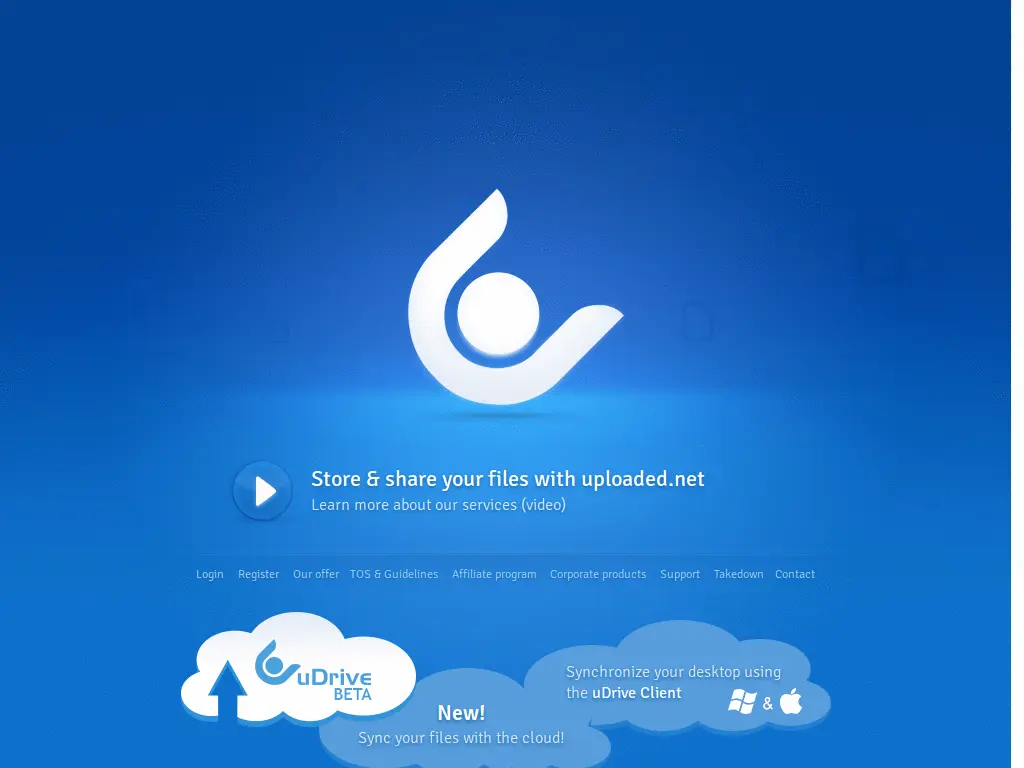 Store & share your files with uploaded.net
Learn more about our services (video)
Login Register Our offer TOS & Guidelines Affiliate program Corporate products Support Takedown Contact
uDrive
BETA
New!
Sync your files with the cloud!
Synchronize your desktop using
the uDrive Client
&